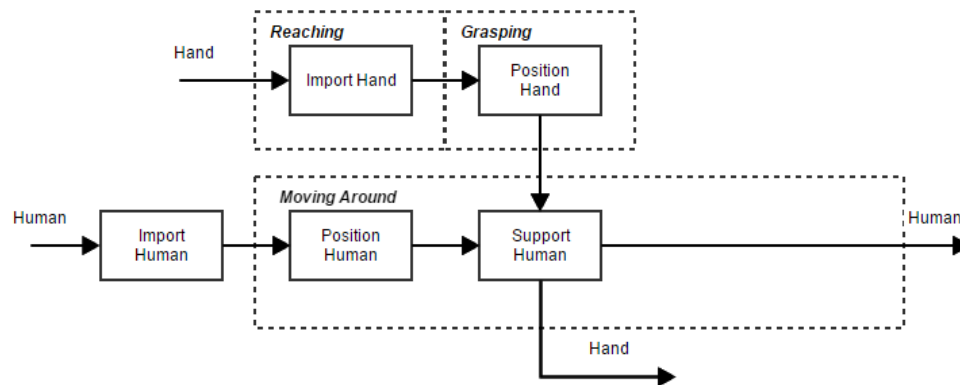 Reaching
Grasping
Hand
Import Hand
Position
Hand
Moving Around
Human
Import
Human
Position
Human
Support
Human
Human
Hand